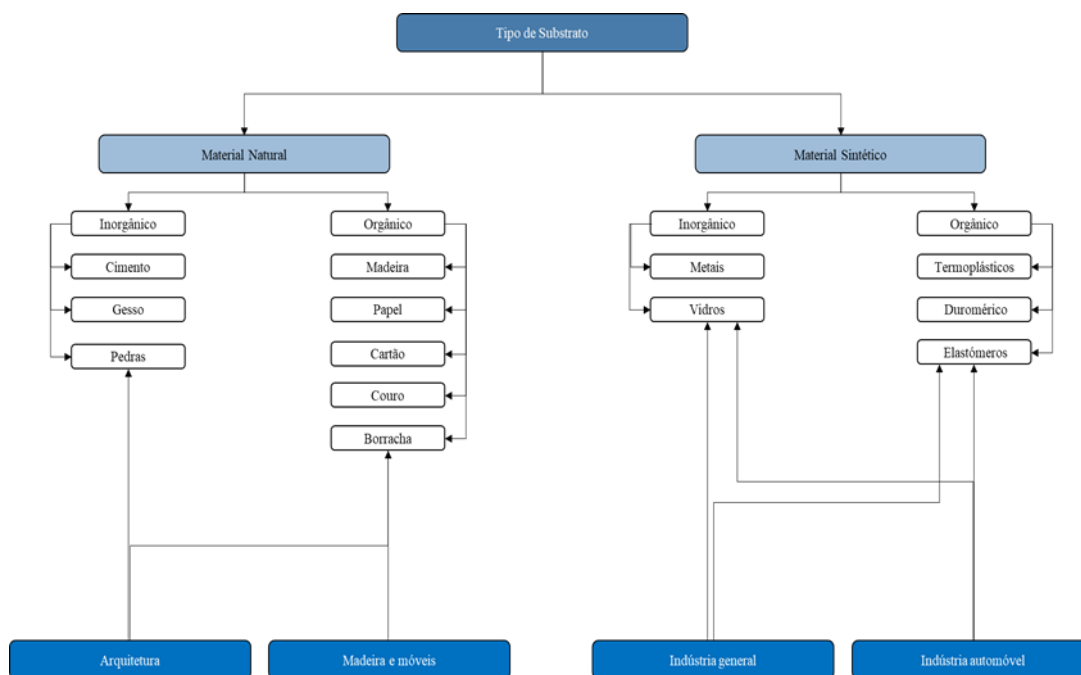 Tipo de Substrato
Material Natural
Material Sintético
Inorgânico
Orgânico
Inorgânico
Orgânico
Cimento
Madeira
Metais
Termoplásticos
Gesso
Papel
Vidros
Duromérico
Pedras
Cartão
Elastómeros
Couro
Borracha
Arquitetura
Madeira e móveis
Indústria general
Indústria automóvel